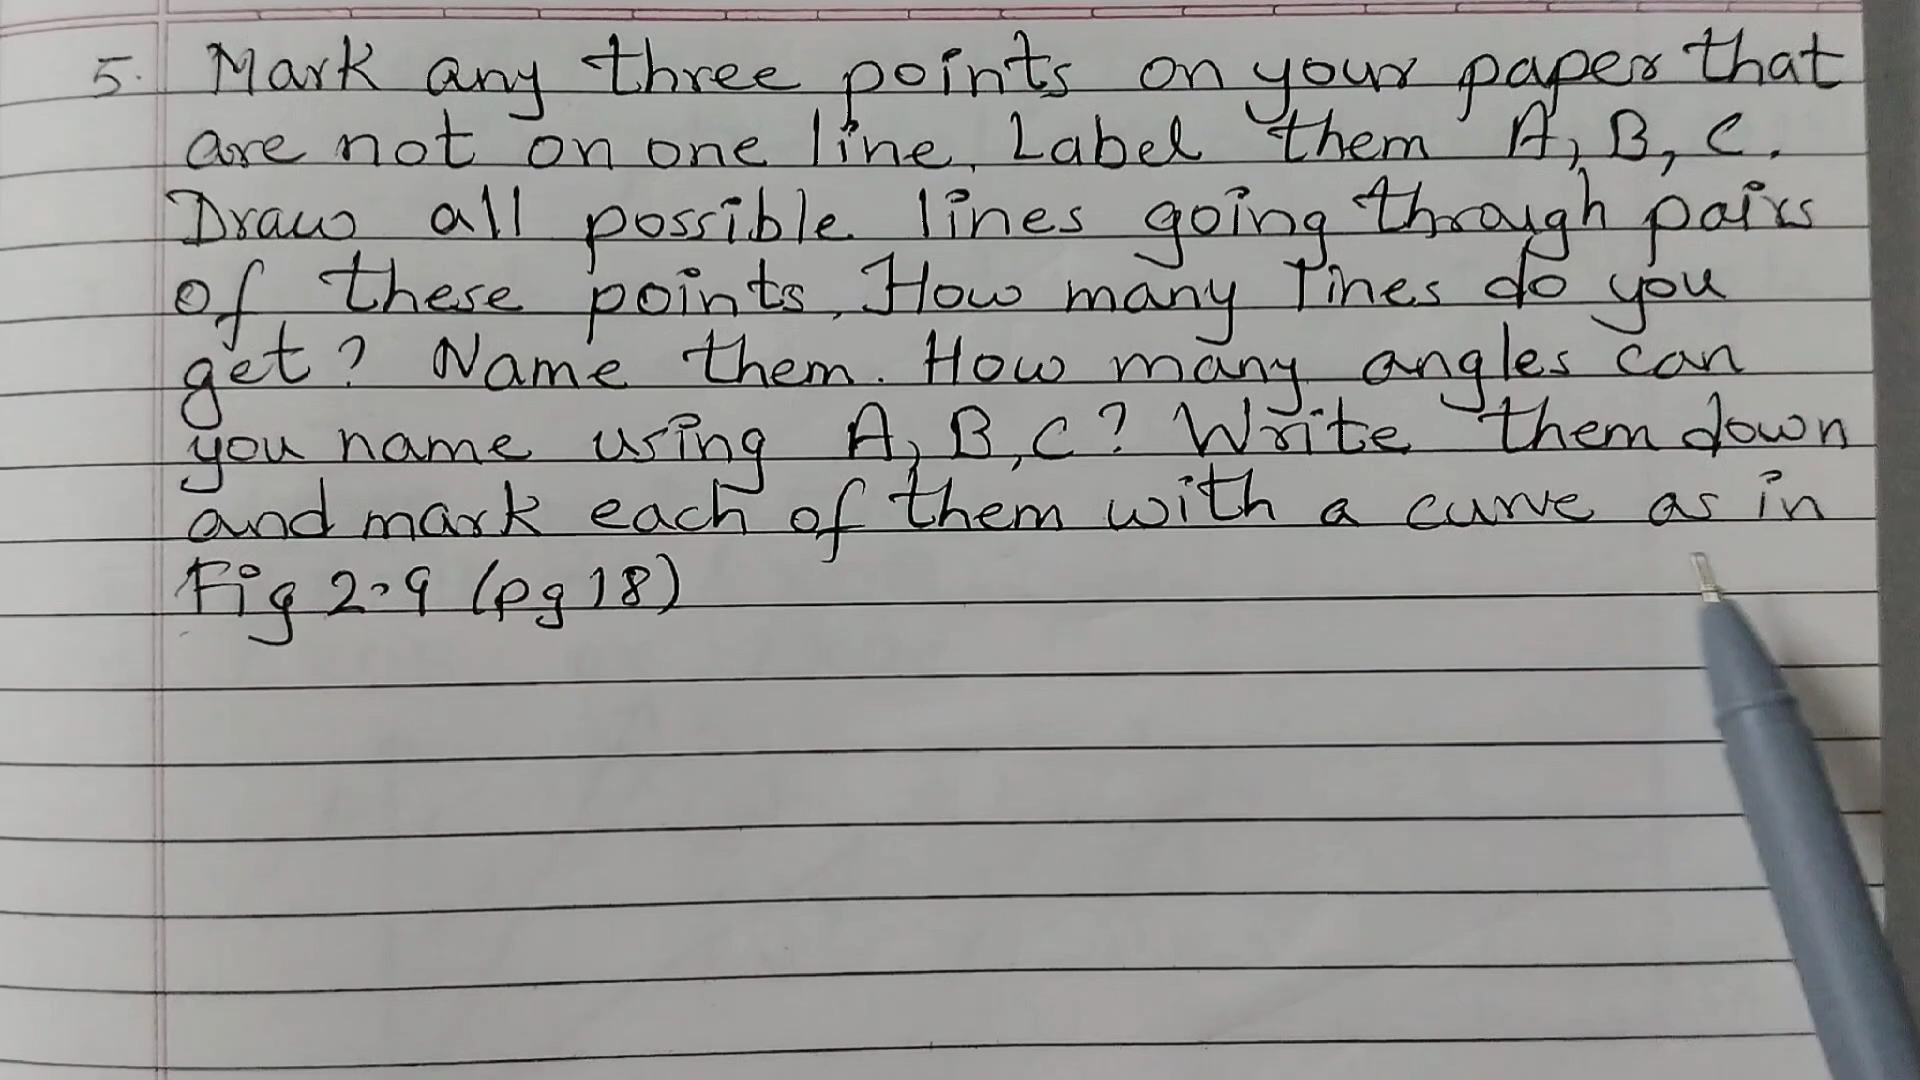 5. Mark any three points on your paper that
are not on one line. Label them A, B, C.
Draw all possible lines going through pairs
of these points. How many lines do you
get? Name them. How many angles can
you name using A, B, C? Write them down
and mark each of them with a curve as in
Fig 2.9 (pg 18)